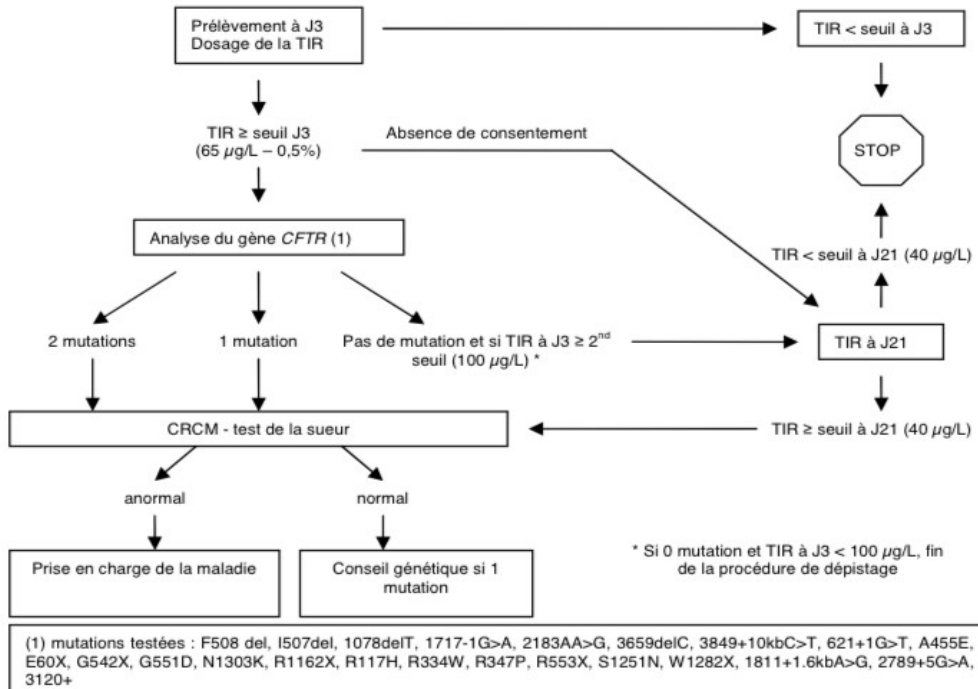 Prélèvement à J3
Dosage de la TIR
TIR < seuil à J3
TIR ≥ seuil J3
(65 µg/L – 0,5%)
Absence de consentement
STOP
Analyse du gène CFTR (1)
TIR < seuil à J21 (40 µg/L)
2 mutations
1 mutation
Pas de mutation et si TIR à J3 ≥ 2nd
seuil (100 µg/L) *
TIR à J21
CRCM - test de la sueur
TIR ≥ seuil à J21 (40 µg/L)
anormal
normal
Prise en charge de la maladie
Conseil génétique si 1
mutation
* Si 0 mutation et TIR à J3 < 100 µg/L, fin
de la procédure de dépistage
(1) mutations testées : F508 del, I507del, 1078delT, 1717-1G>A, 2183AA>G, 3659delC, 3849+10kbC>T, 621+1G>T, A455E,
E60X, G542X, G551D, N1303K, R1162X, R117H, R334W, R347P, R553X, S1251N, W1282X, 1811+1.6kbA>G, 2789+5G>A,
3120+